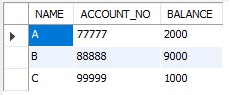 NAME ACCOUNT_NO BALANCE
A 77777 2000
B 88888 9000
C 99999 1000